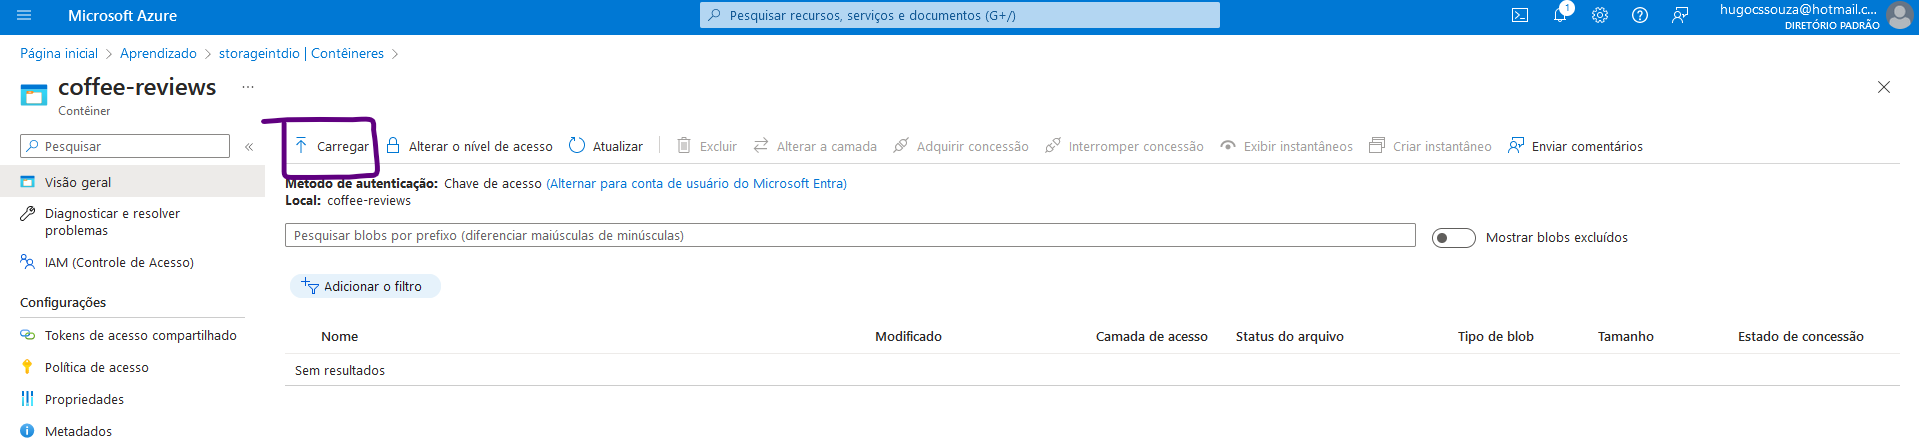 Microsoft Azure
Pesquisar recursos, serviços e documentos (G+/)
1
hugocssouza@hotmail.c...
DIRETÓRIO PADRÃO
Página inicial > Aprendizado > storageintdio | Contêineres >
coffee-reviews ...
Contêiner
Pesquisar
Carregar Alterar o nível de acesso Atualizar Excluir Alterar a camada Adquirir concessão Interromper concessão Exibir instantâneos Criar instantâneo Enviar comentários
Visão geral
Diagnosticar e resolver
problemas
IAM (Controle de Acesso)
Configurações
Tokens de acesso compartilhado
Política de acesso
Propriedades
Metadados
Método de autenticação: Chave de acesso (Alternar para conta de usuário do Microsoft Entra)
Local: coffee-reviews
Pesquisar blobs por prefixo (diferenciar maiúsculas de minúsculas)
Mostrar blobs excluídos
Adicionar o filtro
Nome Modificado Camada de acesso Status do arquivo Tipo de blob Tamanho Estado de concessão
Sem resultados